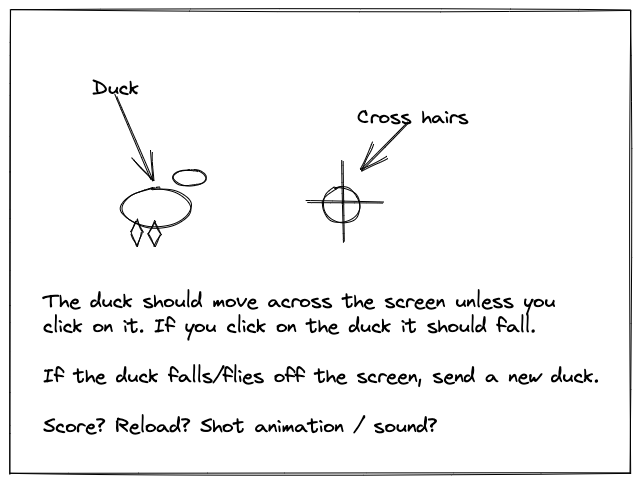 Duck
Cross hairs
The duck should move across the screen unless you
click on it. If you click on the duck it should fall.
If the duck falls/flies off the screen, send a new duck.
Score? Reload? Shot animation / sound?